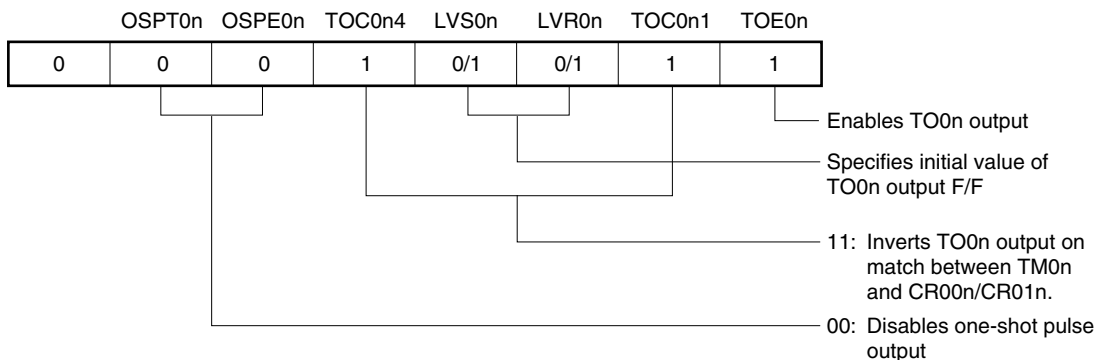 OSPT0n OSPE0n TOC0n4 LVS0n LVR0n TOC0n1 TOE0n
0 0 0 1 0/1 0/1 1 1
Enables TO0n output
Specifies initial value of
TO0n output F/F
11: Inverts TO0n output on
match between TM0n
and CR00n/CR01n.
00: Disables one-shot pulse
output